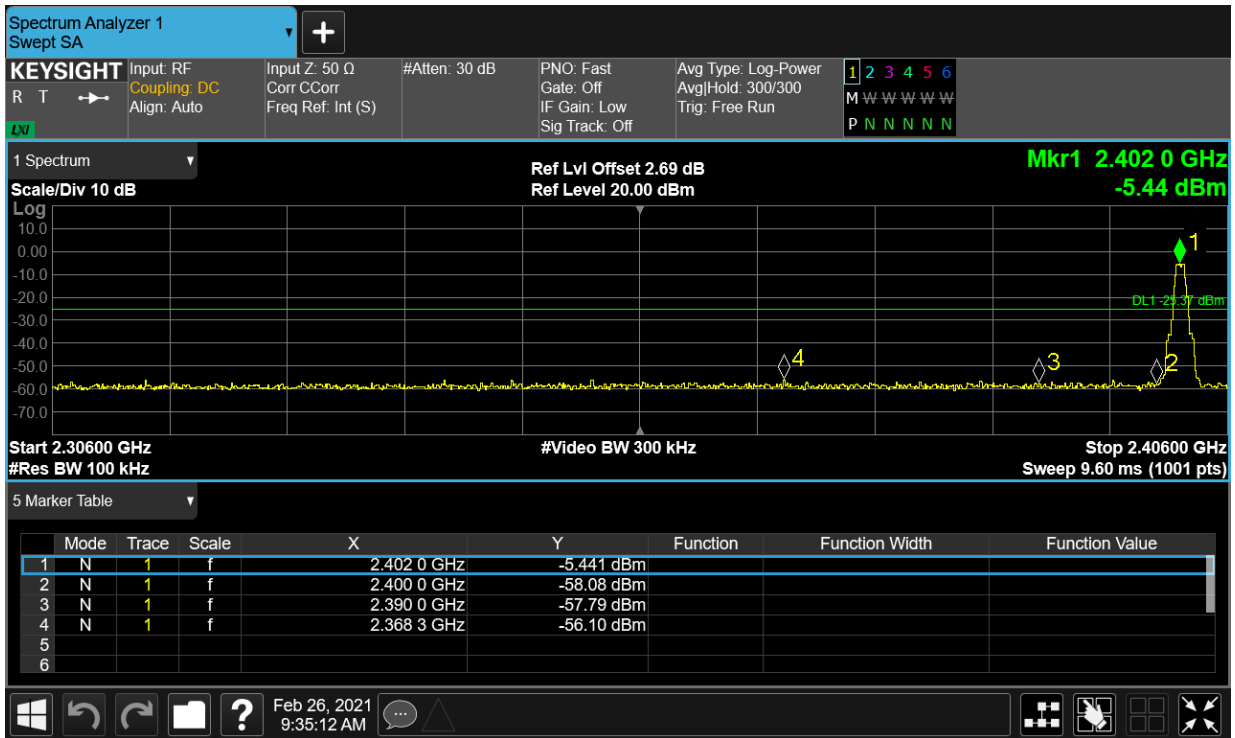 Spectrum Analyzer 1
Swept SA
KEYSIGHT
R T
LXI
Input: RF
Coupling: DC
Align: Auto
Input Z: 50 Ω
Corr CCorr
Freq Ref: Int (S)
#Atten: 30 dB
PNO: Fast
Gate: Off
IF Gain: Low
Sig Track: Off
Avg Type: Log-Power
Avg|Hold: 300/300
Trig: Free Run
1 2 3 4 5 6
M W W W W W
P N N N N N
1 Spectrum
Scale/Div 10 dB
Ref Lvl Offset 2.69 dB
Ref Level 20.00 dBm
Mkr1 2.402 0 GHz
-5.44 dBm
Log
10.0
0.00
-10.0
-20.0
-30.0
-40.0
-50.0
-60.0
-70.0
1
DL1 -25.37 dBm
4
3
2
Start 2.30600 GHz
#Video BW 300 kHz
Stop 2.40600 GHz
#Res BW 100 kHz
Sweep 9.60 ms (1001 pts)
5 Marker Table
Mode Trace Scale X Y Function Function Width Function Value
1 N 1 f 2.402 0 GHz -5.441 dBm
2 N 1 f 2.400 0 GHz -58.08 dBm
3 N 1 f 2.390 0 GHz -57.79 dBm
4 N 1 f 2.368 3 GHz -56.10 dBm
5
6
?
Feb 26, 2021
9:35:12 AM